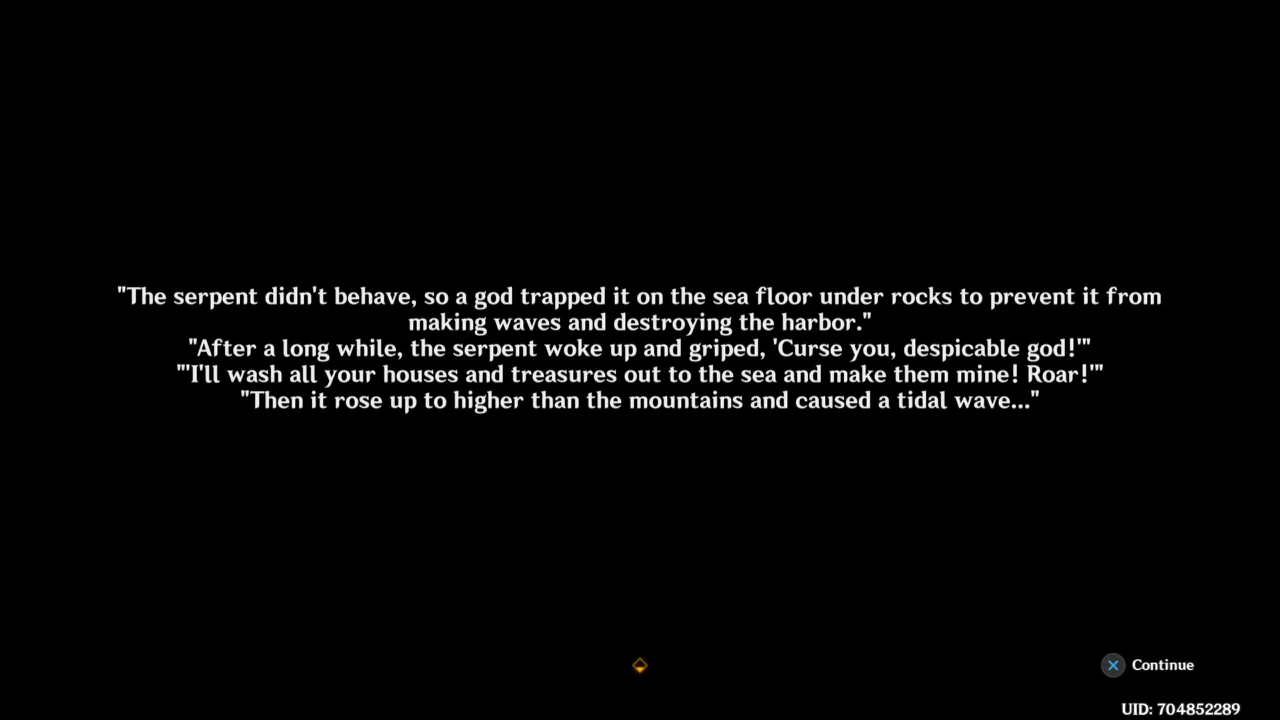 "The serpent didn't behave, so a god trapped it on the sea floor under rocks to prevent it from
making waves and destroying the harbor."
"After a long while, the serpent woke up and griped, 'Curse you, despicable god!'"
"'I'll wash all your houses and treasures out to the sea and make them mine! Roar!'"
"Then it rose up to higher than the mountains and caused a tidal wave..."
Continue
UID: 704852289